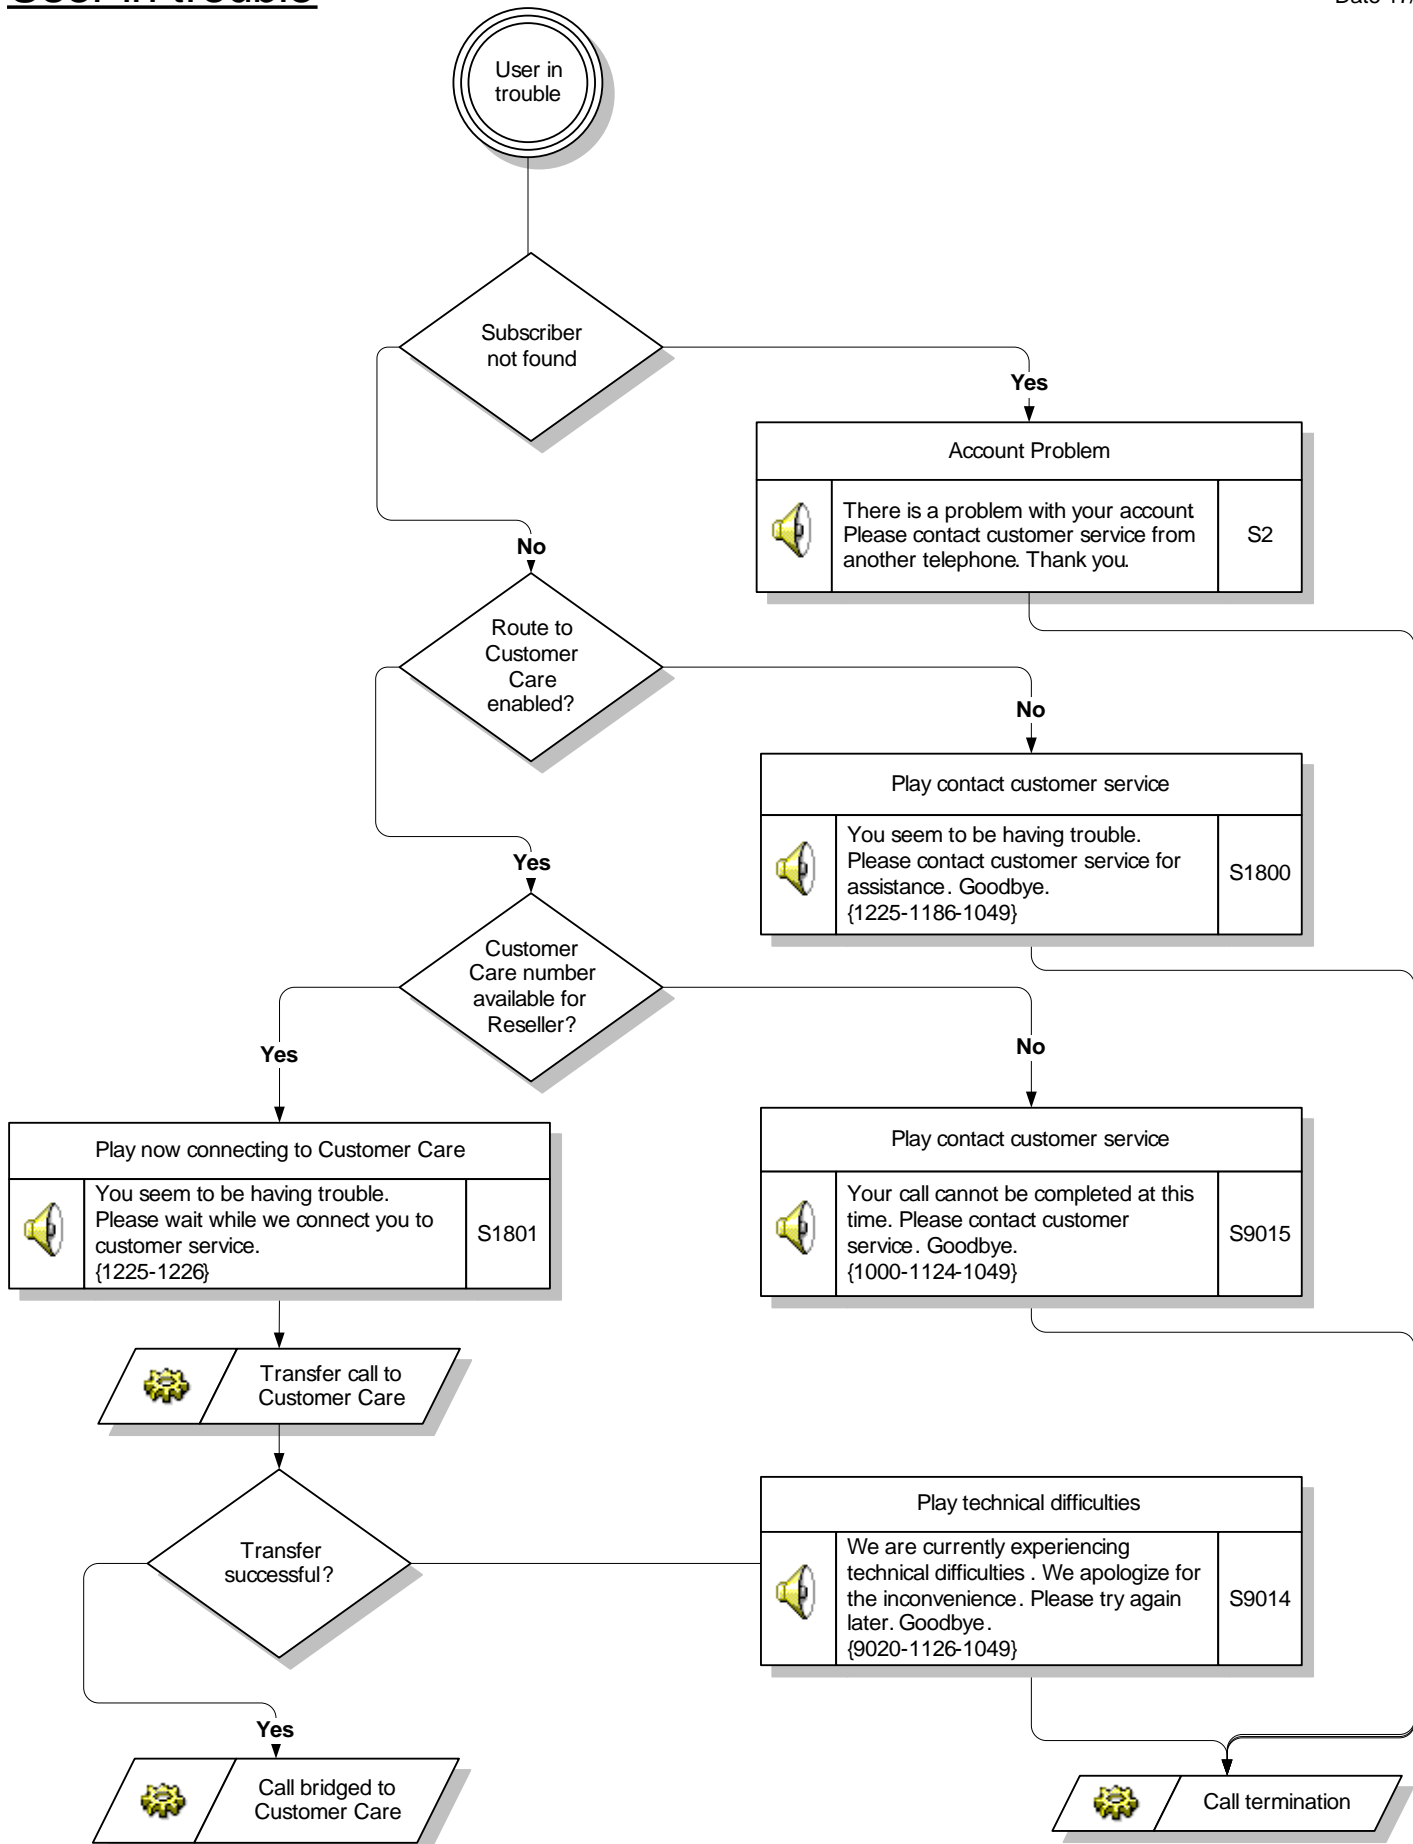 User in trouble
User in
trouble
Subscriber
not found
Yes
Account Problem
There is a problem with your account
Please contact customer service from
another telephone. Thank you.
S2
No
Route to
Customer
Care
enabled?
No
Play contact customer service
You seem to be having trouble.
Please contact customer service for
assistance. Goodbye.
{1225-1186-1049}
S1800
Yes
Customer
Care number
available for
Reseller?
Yes
No
Play now connecting to Customer Care
You seem to be having trouble.
Please wait while we connect you to
customer service.
{1225-1226}
S1801
Play contact customer service
Your call cannot be completed at this
time. Please contact customer
service. Goodbye.
{1000-1124-1049}
S9015
Transfer call to
Customer Care
Transfer
successful?
Play technical difficulties
We are currently experiencing
technical difficulties. We apologize for
the inconvenience. Please try again
later. Goodbye.
{9020-1126-1049}
S9014
Yes
Call bridged to
Customer Care
Call termination